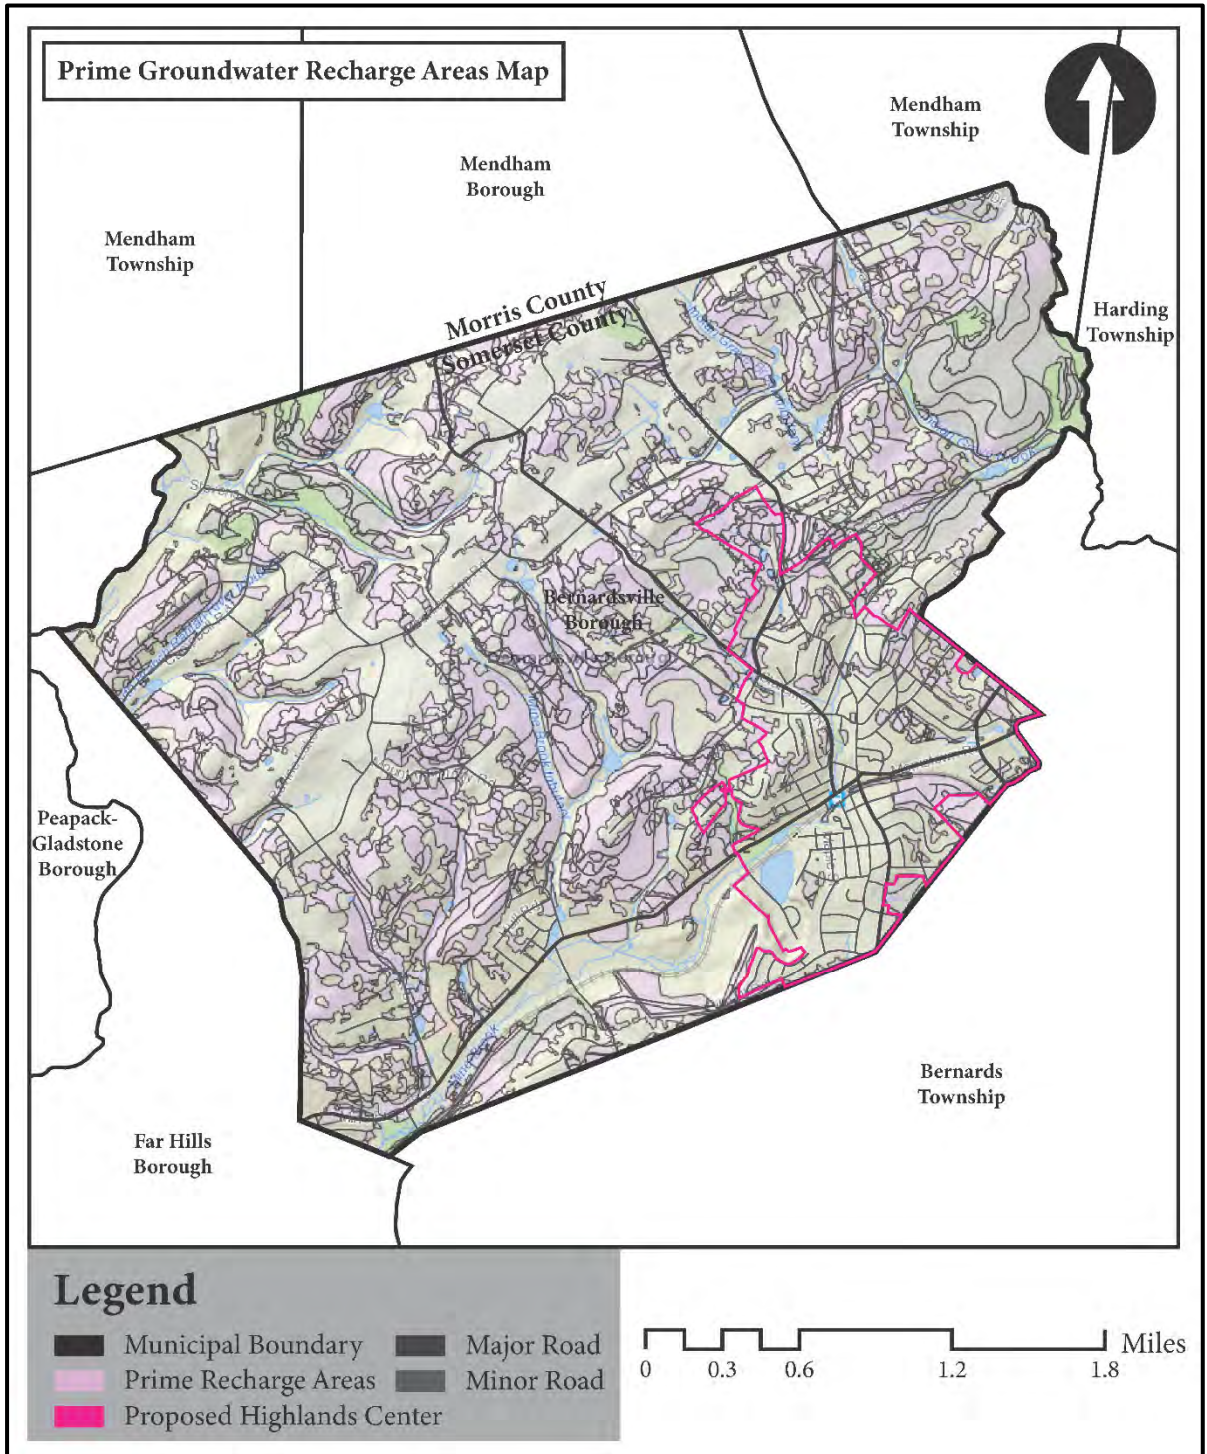 Prime Groundwater Recharge Areas Map
Mendham
Township
Mendham
Borough
Mendham
Township
Morris County
Somerset County
Harding
Township
Bernardsville
Borough
Peapack-
Gladstone
Borough
Bernards
Township
Far Hills
Borough
Legend
Municipal Boundary
Major Road
Prime Recharge Areas
Minor Road
Proposed Highlands Center
Miles
0
0.3
0.6
1.2
1.8